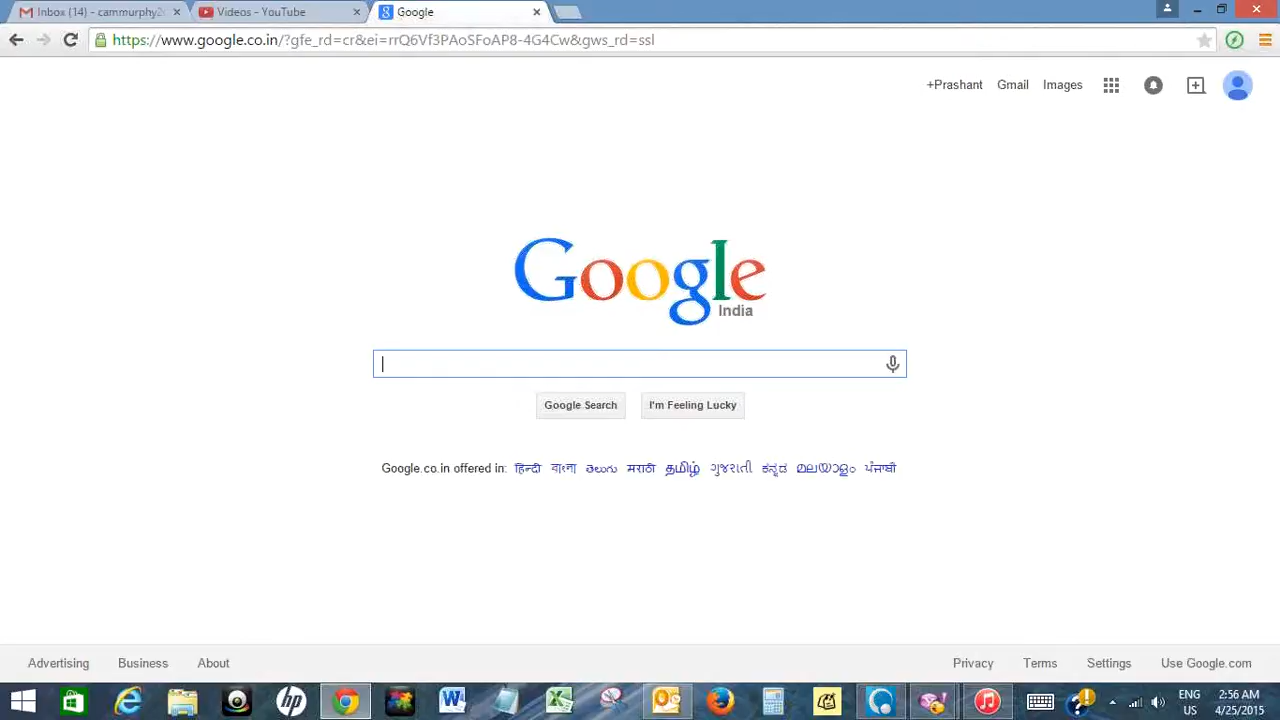 Inbox (14) - cammurphy2
Videos - YouTube
Google
https://www.google.co.in/?gfe_rd=cr&ei=rrQ6Vf3PAoSFoAP8-4G4Cw&gws_rd=ssl
+Prashant Gmail Images
Google
India
Google Search I'm Feeling Lucky
Google.co.in offered in: हिन्दी বাংলা తెలుగు मराठी தமிழ் ગુજરાતી ಕನ್ನಡ മലയാളം ਪੰਜਾਬੀ
Advertising Business About Privacy Terms Settings Use Google.com
ENG 2:56 AM
US 4/25/2015